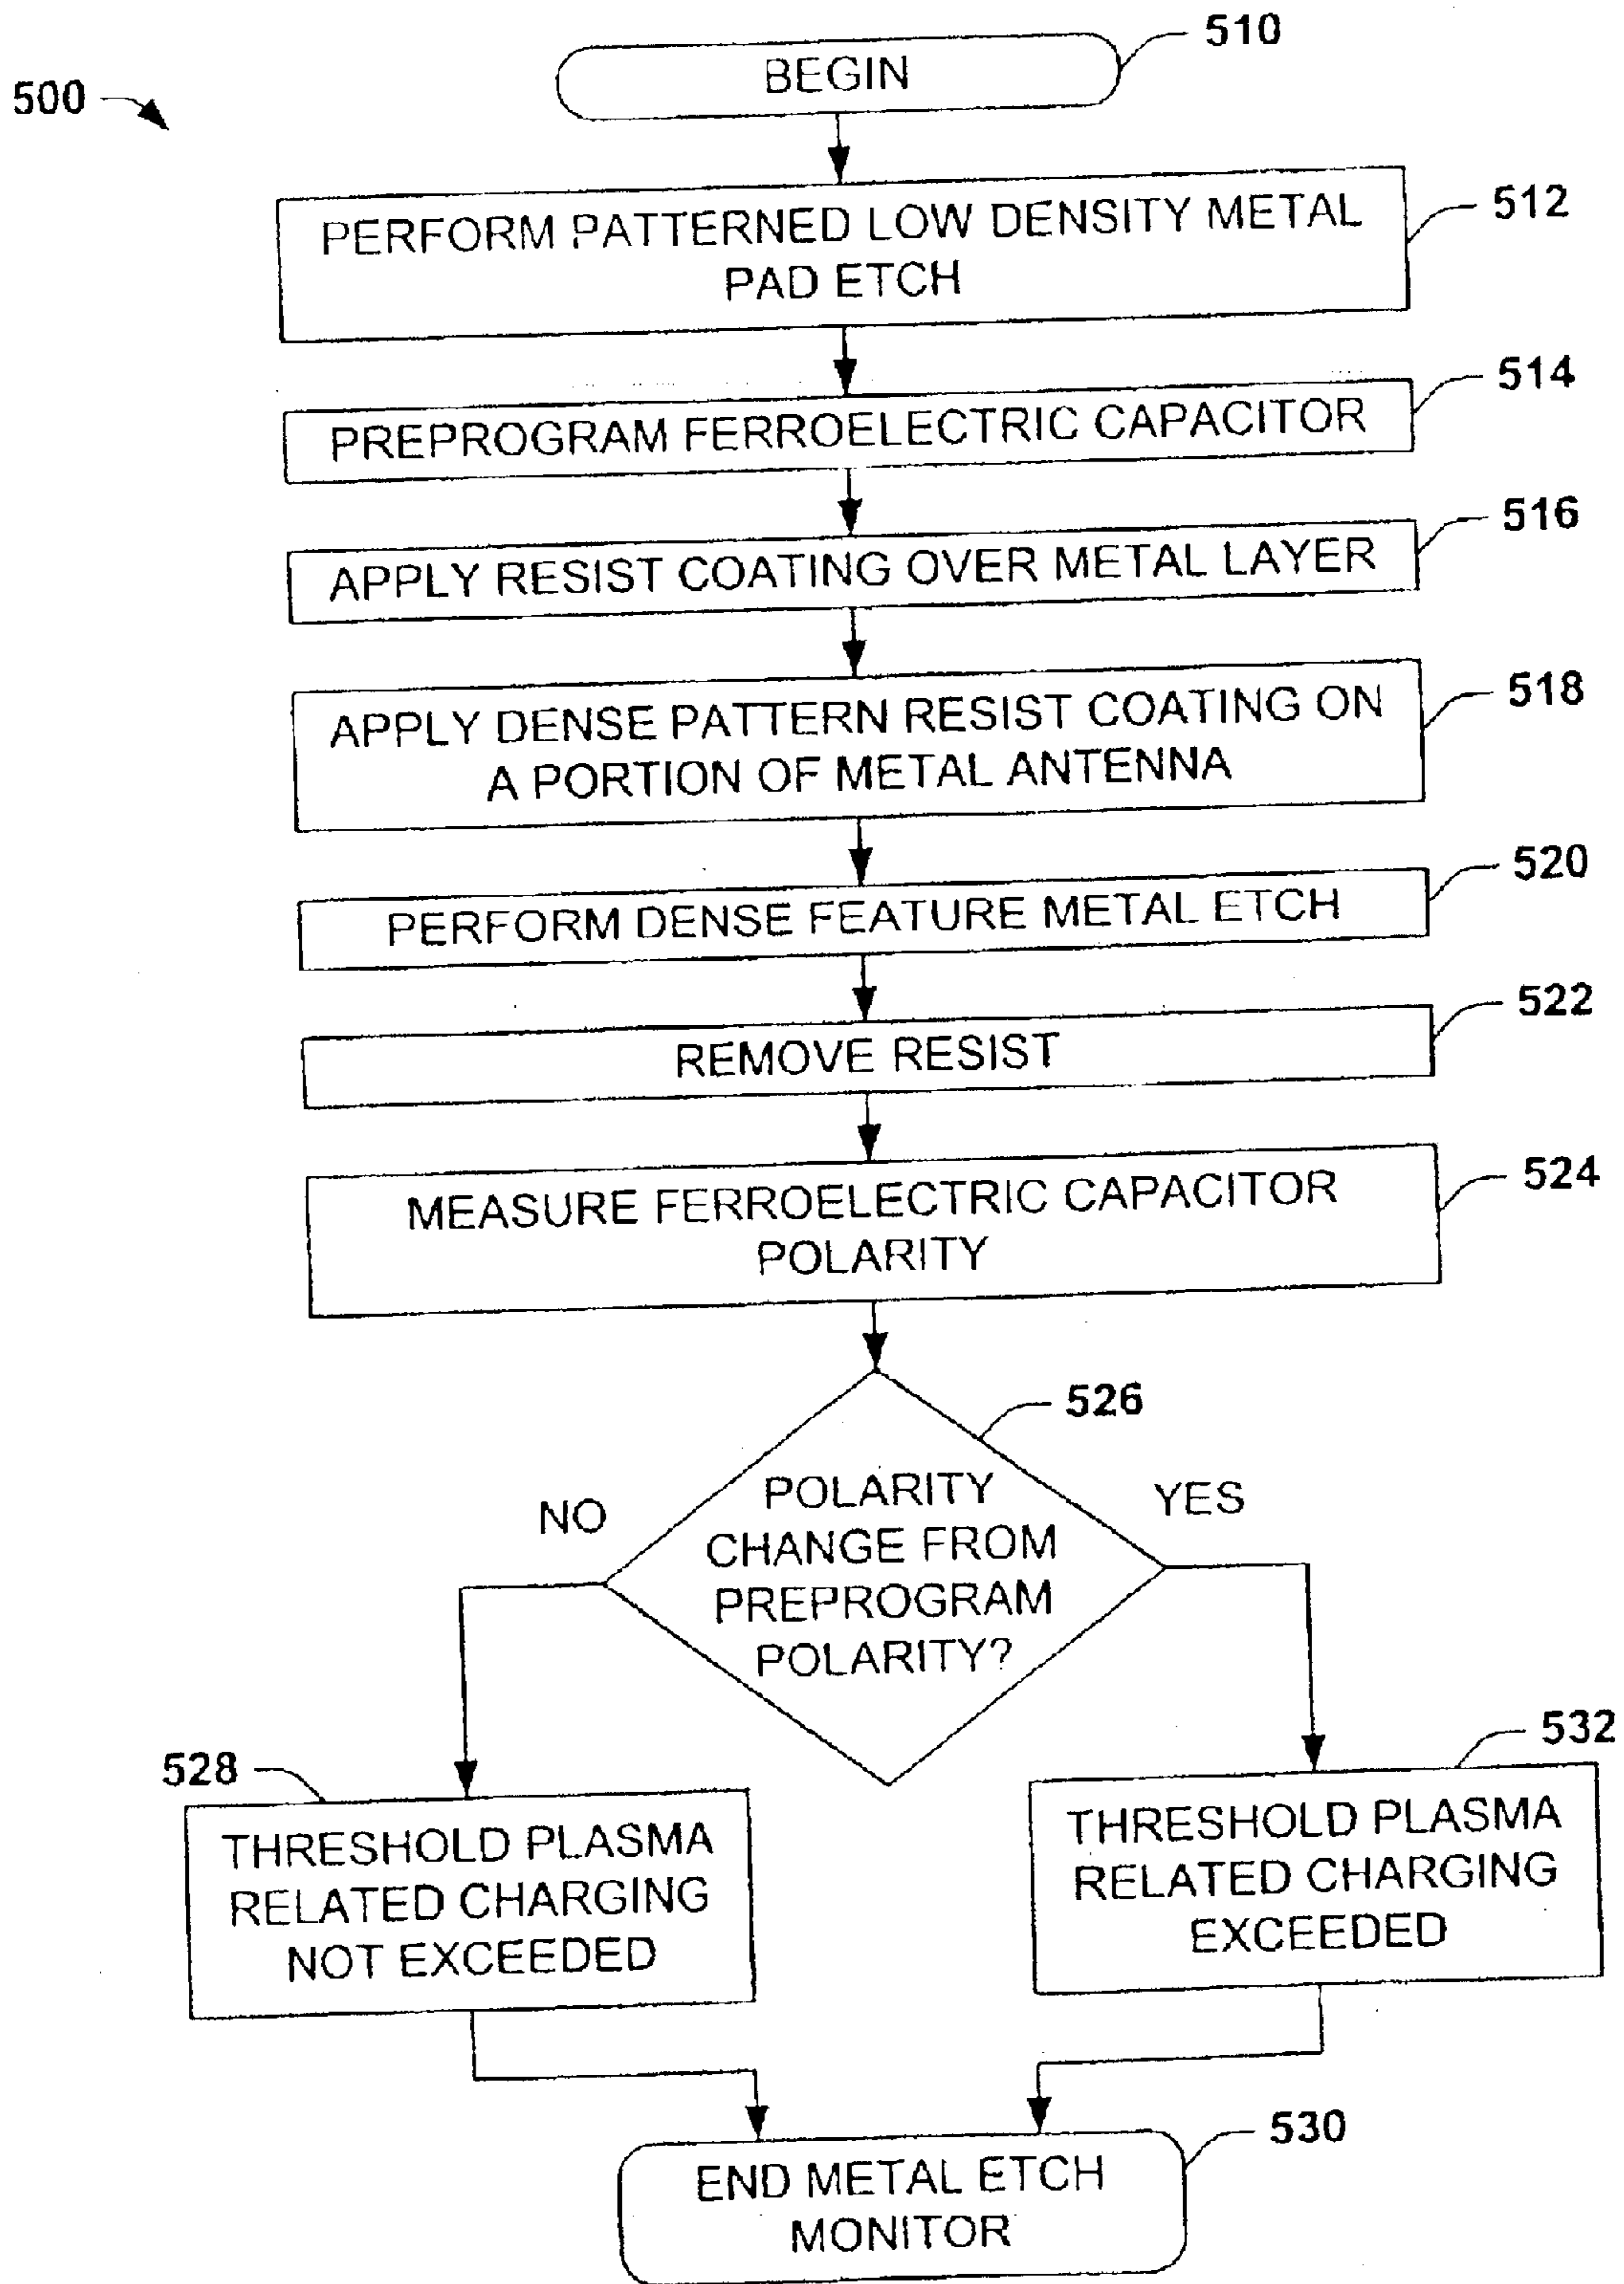 510
BEGIN
500
512
PERFORM PATTERNED LOW DENSITY METAL
PAD ETCH
514
PREPROGRAM FERROELECTRIC CAPACITOR
516
APPLY RESIST COATING OVER METAL LAYER
518
APPLY DENSE PATTERN RESIST COATING ON
A PORTION OF METAL ANTENNA
520
PERFORM DENSE FEATURE METAL ETCH
522
REMOVE RESIST
524
MEASURE FERROELECTRIC CAPACITOR
POLARITY
526
NO
YES
POLARITY
CHANGE FROM
PREPROGRAM
POLARITY?
528
THRESHOLD PLASMA
RELATED CHARGING
NOT EXCEEDED
532
THRESHOLD PLASMA
RELATED CHARGING
EXCEEDED
530
END METAL ETCH
MONITOR